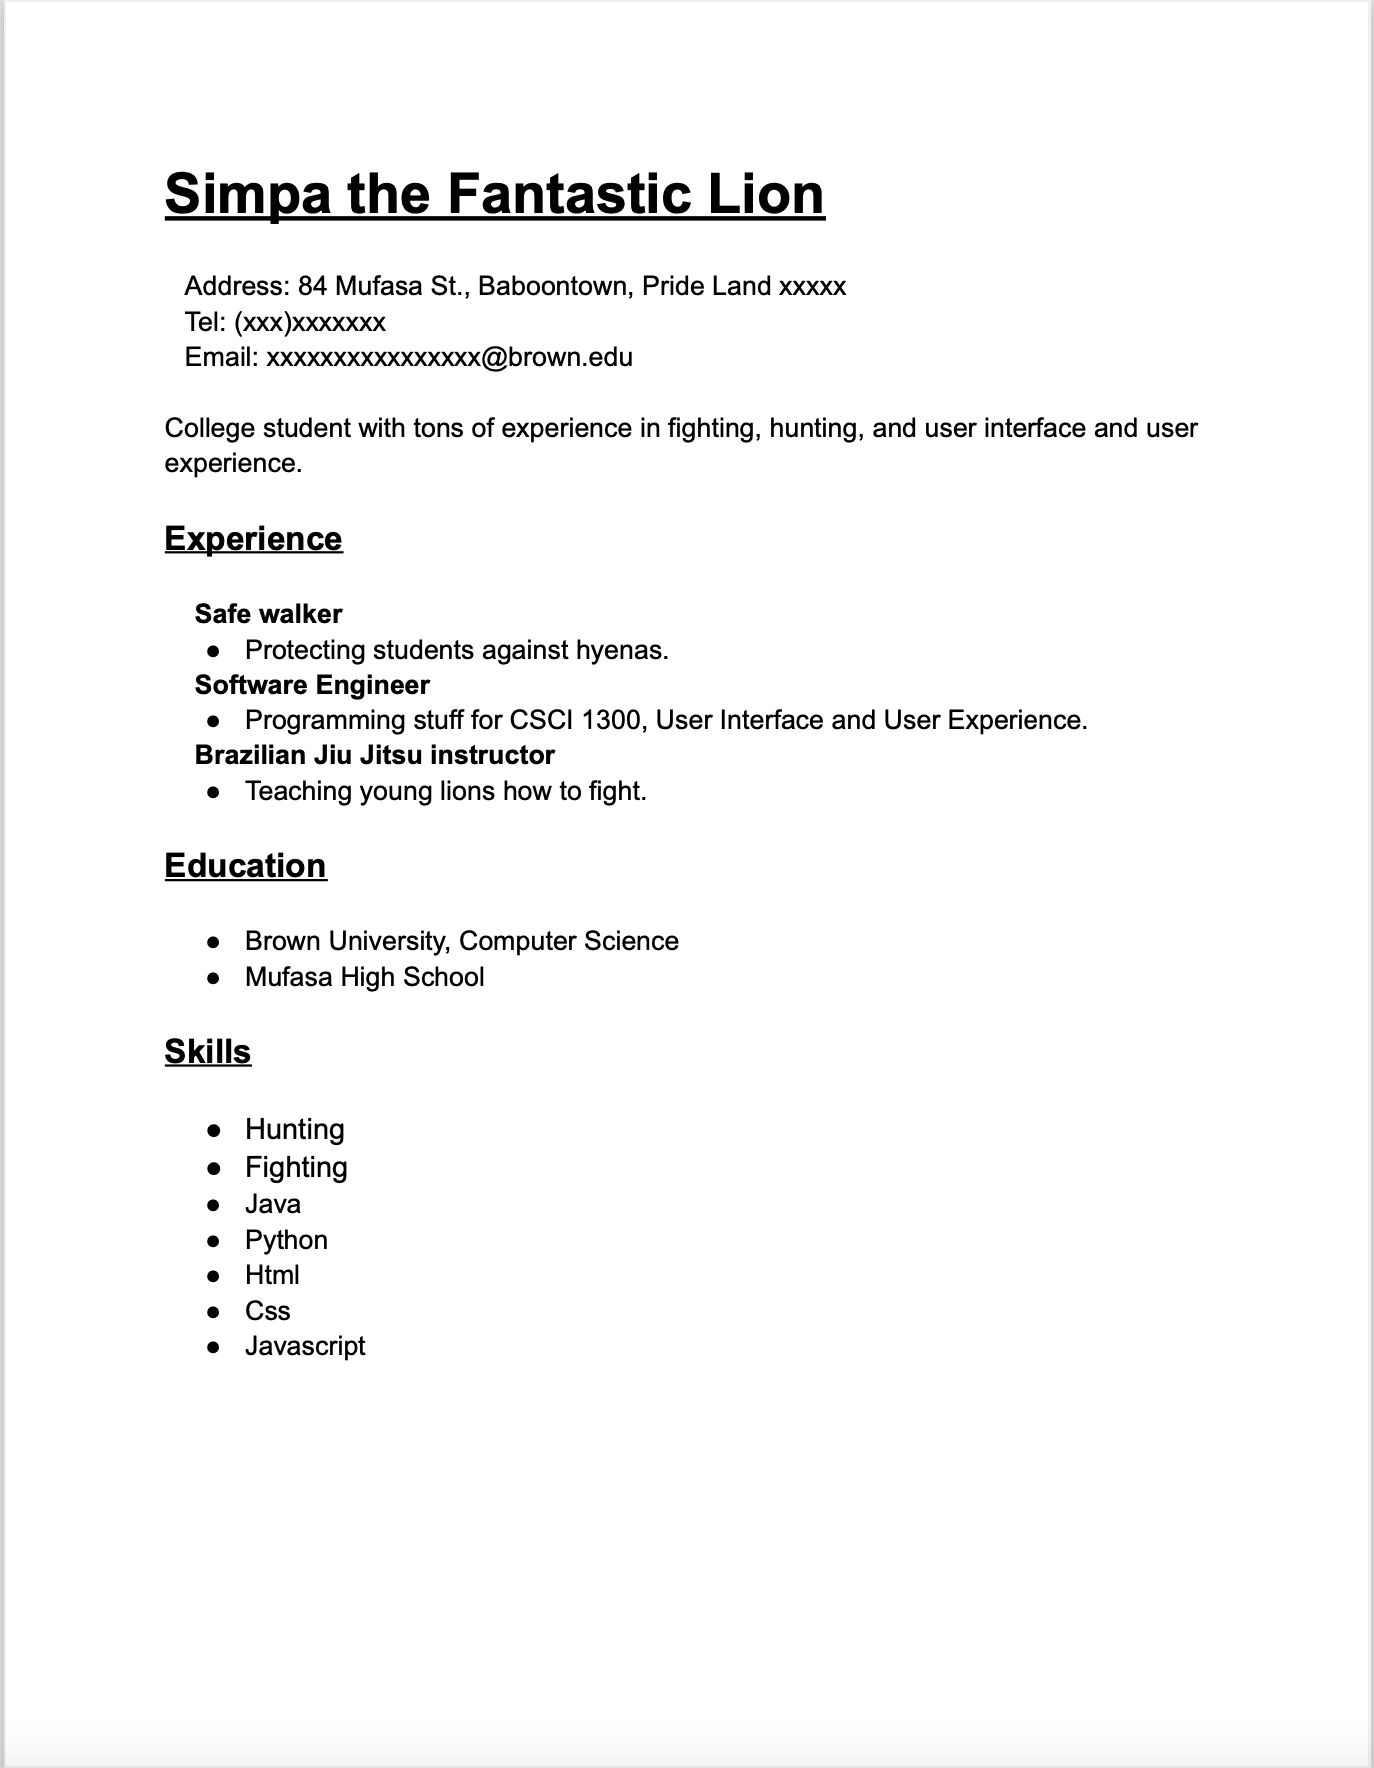 Simpa the Fantastic Lion
Address: 84 Mufasa St., Baboontown, Pride Land xxxxx
Tel: (xxx)xxxxxxx
Email: xxxxxxxxxxxxxxxx@brown.edu
College student with tons of experience in fighting, hunting, and user interface and user
experience.
Experience
Safe walker
● Protecting students against hyenas.
Software Engineer
● Programming stuff for CSCI 1300, User Interface and User Experience.
Brazilian Jiu Jitsu instructor
● Teaching young lions how to fight.
Education
● Brown University, Computer Science
● Mufasa High School
Skills
● Hunting
● Fighting
● Java
● Python
● Html
● Css
● Javascript